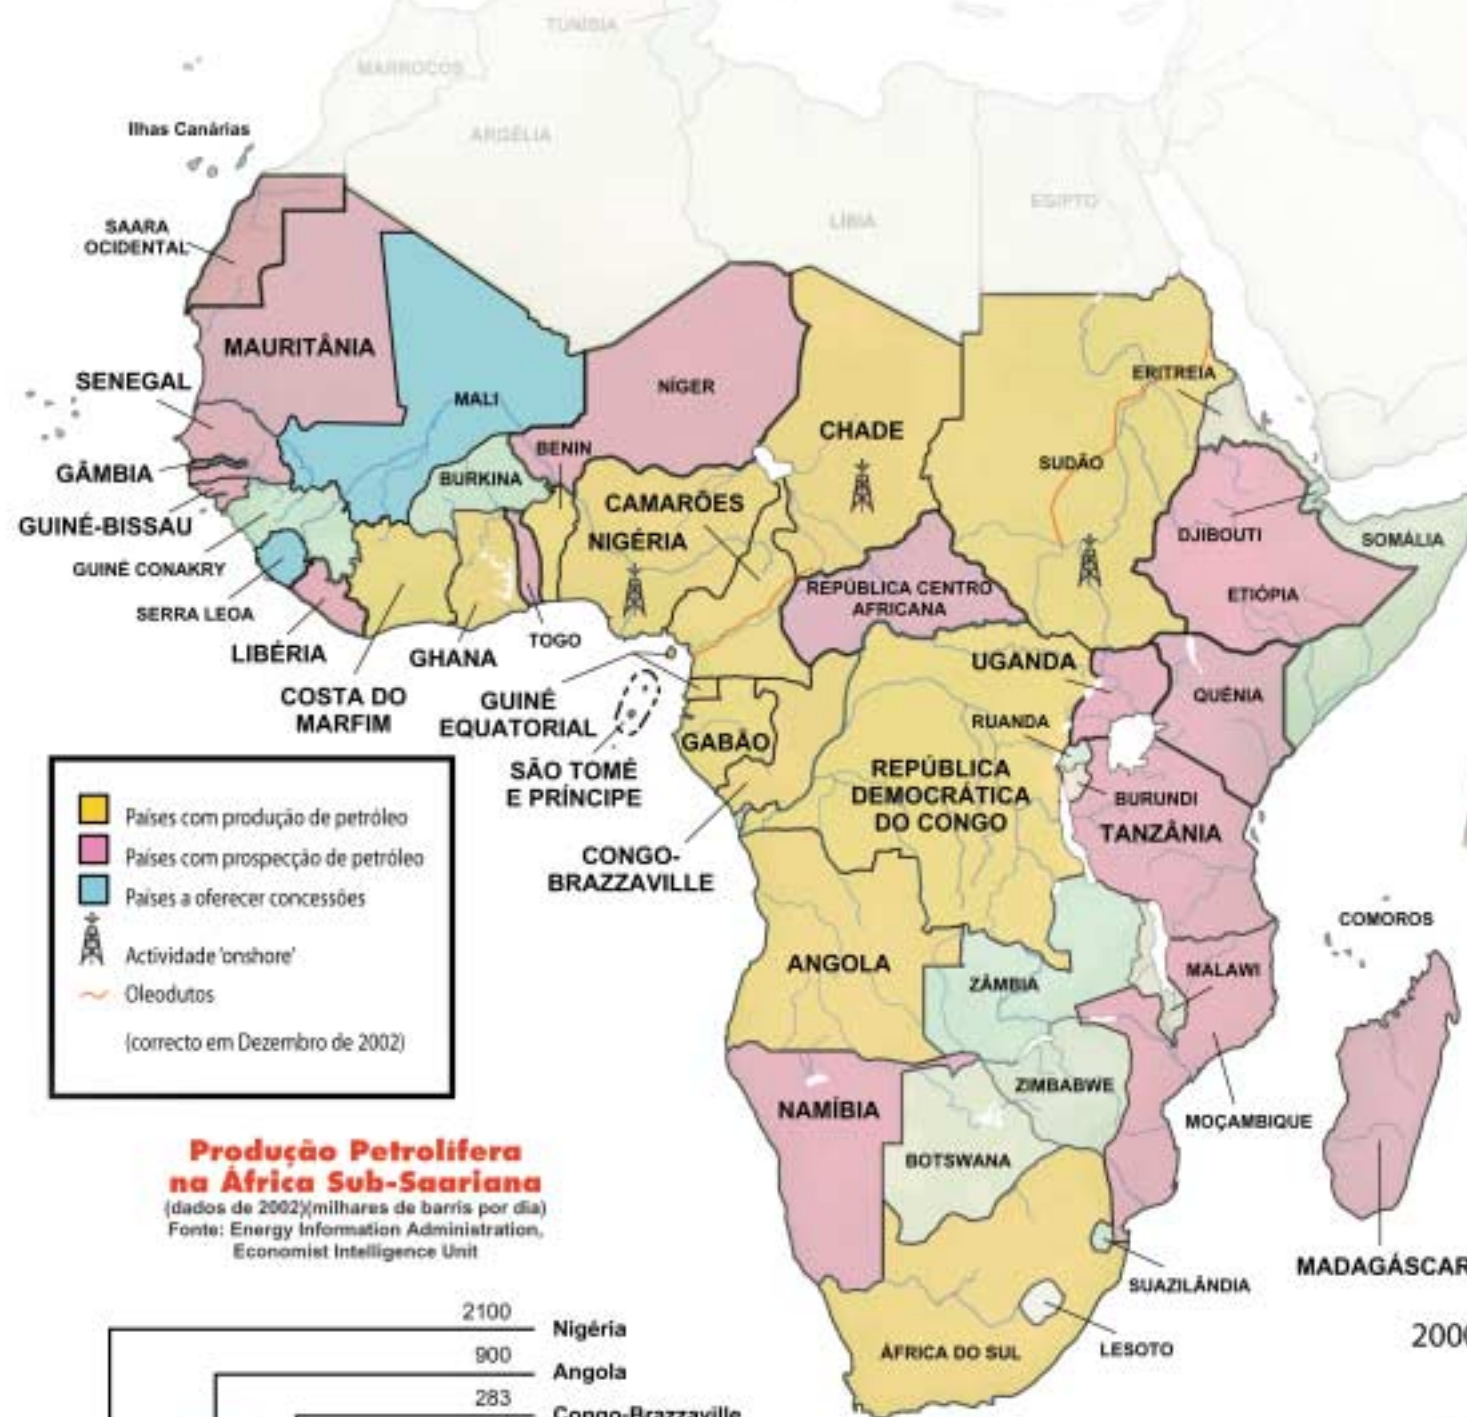 TUNÍSIA
MARROCOS
Ilhas Canárias
ARGÉLIA
LÍBIA
EGIPTO
SAARA
OCIDENTAL
MAURITÂNIA
SENEGAL
MALI
NÍGER
CHADE
ERITREIA
SUDÃO
GÂMBIA
BENIN
BURKINA
CAMARÕES
NIGÉRIA
GUINÉ-BISSAU
DJIBOUTI
SOMÁLIA
GUINÉ CONAKRY
REPÚBLICA CENTRO
AFRICANA
ETIÓPIA
SERRA LEOA
LIBÉRIA
GHANA
TOGO
UGANDA
QUÉNIA
COSTA DO
MARFIM
GUINÉ
EQUATORIAL
RUANDA
GABÃO
SÃO TOMÉ
E PRÍNCIPE
REPÚBLICA
DEMOCRÁTICA
DO CONGO
BURUNDI
TANZÂNIA
CONGO-
BRAZZAVILLE
Países com produção de petróleo
Países com prospecção de petróleo
Países a oferecer concessões
Actividade 'onshore'
Oleodutos
(correcto em Dezembro de 2002)
COMOROS
ANGOLA
ZÂMBIA
MALAWI
NAMÍBIA
ZIMBABWE
MOÇAMBIQUE
BOTSWANA
MADAGÁSCAR
SUAZILÂNDIA
LESOTO
ÁFRICA DO SUL
Produção Petrolífera
na África Sub-Saariana
(dados de 2002)(milhares de barris por dia)
Fonte: Energy Information Administration,
Economist Intelligence Unit
2100 Nigéria
900 Angola
283 Congo-Brazzaville